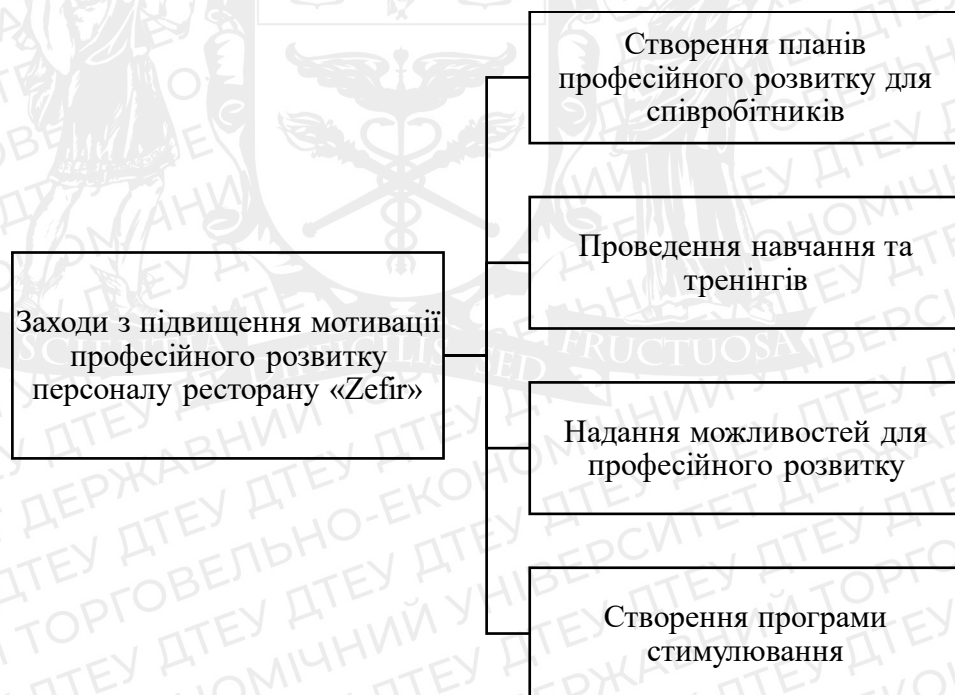 Створення планів
професійного розвитку для
співробітників
Проведення навчання та
тренінгів
Заходи з підвищення мотивації
професійного розвитку
персоналу ресторану «Zefir»
Надання можливостей для
професійного розвитку
Створення програми
стимулювання